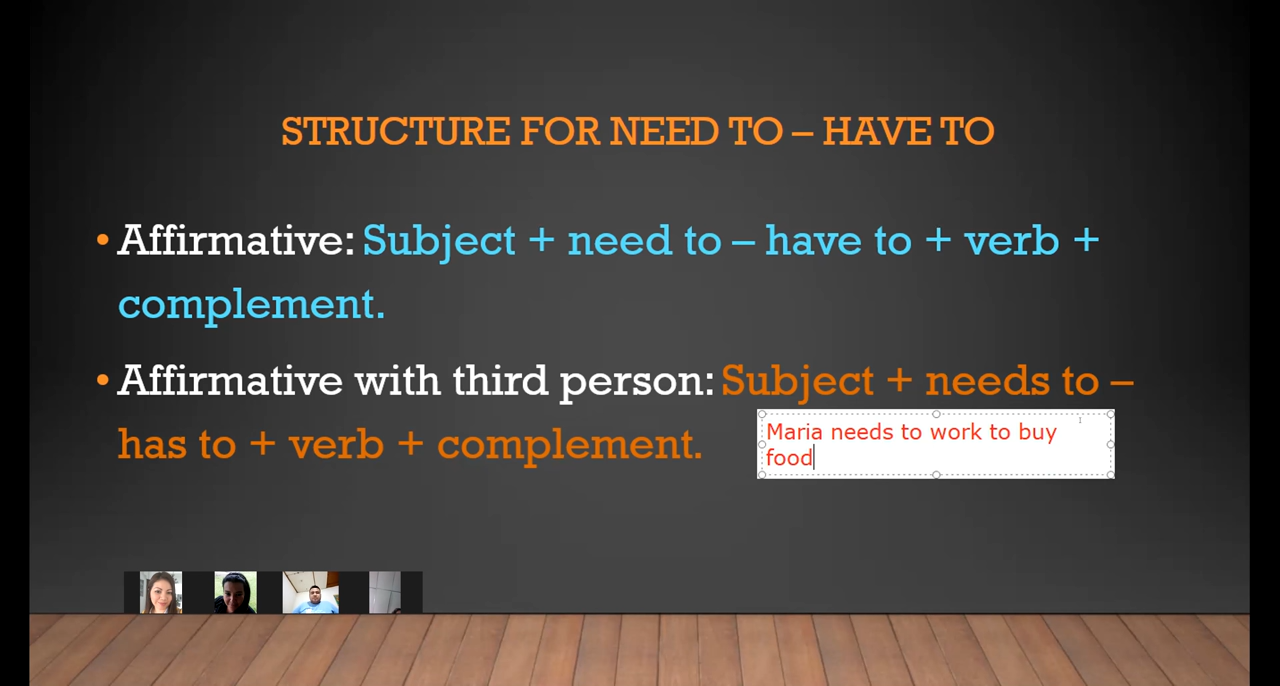 STRUCTURE FOR NEED TO – HAVE TO
• Affirmative: Subject + need to – have to + verb +
complement.
• Affirmative with third person: Subject + needs to –
has to + verb + complement.
Maria needs to work to buy
food